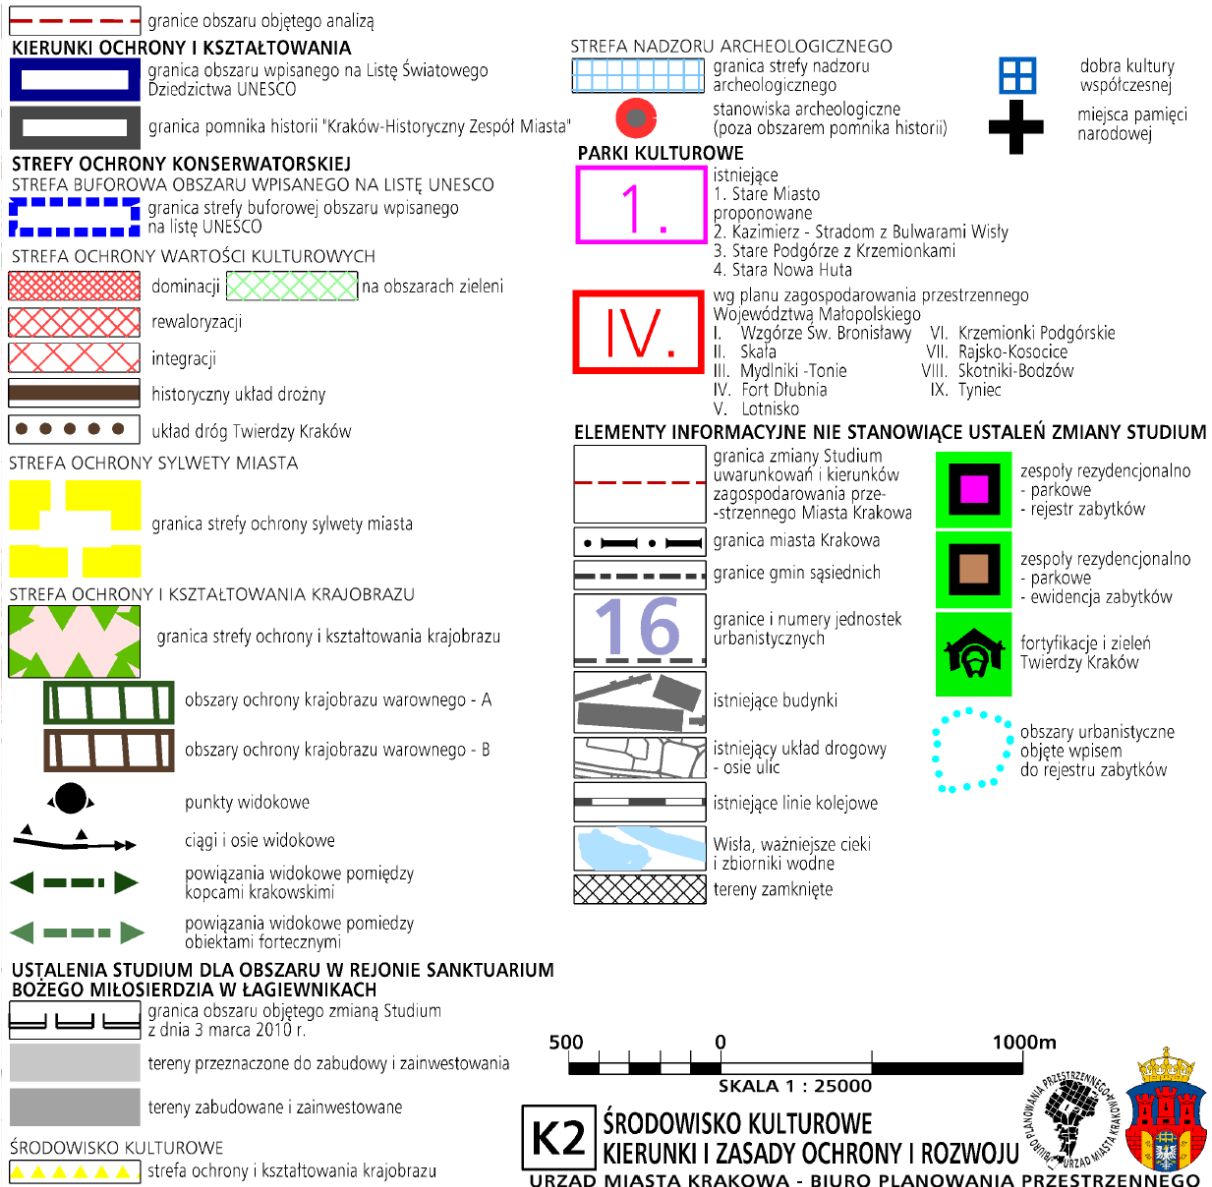 granice obszaru objętego analizą
KIERUNKI OCHRONY I KSZTAŁTOWANIA
granica obszaru wpisanego na Listę Światowego
Dziedzictwa UNESCO
granica pomnika historii "Kraków-Historyczny Zespół Miasta"
STREFY OCHRONY KONSERWATORSKIEJ
STREFA BUFOROWA OBSZARU WPISANEGO NA LISTĘ UNESCO
granica strefy buforowej obszaru wpisanego
na listę UNESCO
STREFA OCHRONY WARTOŚCI KULTUROWYCH
dominacji
na obszarach zieleni
rewaloryzacji
integracji
historyczny układ drożny
układ dróg Twierdzy Kraków
STREFA OCHRONY SYLWETY MIASTA
granica strefy ochrony sylwety miasta
STREFA OCHRONY I KSZTAŁTOWANIA KRAJOBRAZU
granica strefy ochrony i kształtowania krajobrazu
obszary ochrony krajobrazu warownego - A
obszary ochrony krajobrazu warownego - B
punkty widokowe
ciągi i osie widokowe
powiązania widokowe pomiędzy
kopcami krakowskimi
powiązania widokowe pomiedzy
obiektami fortecznymi
USTALENIA STUDIUM DLA OBSZARU W REJONIE SANKTUARIUM
BOŻEGO MIŁOSIERDZIA W ŁAGIEWNIKACH
granica obszaru objętego zmianą Studium
z dnia 3 marca 2010 r.
tereny przeznaczone do zabudowy i zainwestowania
tereny zabudowane i zainwestowane
ŚRODOWISKO KULTUROWE
strefa ochrony i kształtowania krajobrazu
STREFA NADZORU ARCHEOLOGICZNEGO
granica strefy nadzoru
archeologicznego
stanowiska archeologiczne
(poza obszarem pomnika historii)
dobra kultury
współczesnej
miejsca pamięci
narodowej
PARKI KULTUROWE
1.
istniejące
1. Stare Miasto
proponowane
2. Kazimierz - Stradom z Bulwarami Wisły
3. Stare Podgórze z Krzemionkami
4. Stara Nowa Huta
IV.
wg planu zagospodarowania przestrzennego
Województwą Małopolskiego
I. Wzgórze Św. Bronisławy
II. Skała
III. Mydlniki -Tonie
IV. Fort Dłubnia
V. Lotnisko
VI. Krzemionki Podgórskie
VII. Rajsko-Kosocice
VIII. Skotniki-Bodzów
IX. Tyniec
ELEMENTY INFORMACYJNE NIE STANOWIĄCE USTALEŃ ZMIANY STUDIUM
granica zmiany Studium
uwarunkowań i kierunków
zagospodarowania prze-
-strzennego Miasta Krakowa
granica miasta Krakowa
granice gmin sąsiednich
16
granice i numery jednostek
urbanistycznych
istniejące budynki
istniejący układ drogowy
- osie ulic
istniejące linie kolejowe
Wisła, ważniejsze cieki
i zbiorniki wodne
tereny zamknięte
zespoły rezydencjonalno
- parkowe
- rejestr zabytków
zespoły rezydencjonalno
- parkowe
- ewidencja zabytków
fortyfikacje i zieleń
Twierdzy Kraków
obszary urbanistyczne
objęte wpisem
do rejestru zabytków
500 0 1000m
SKALA 1 : 25000
K2
ŚRODOWISKO KULTUROWE
KIERUNKI I ZASADY OCHRONY I ROZWOJU
BIURO PLANOWANIA PRZESTRZENNEGO
URZĄD MIASTA KRAKOWA
URZĄD MIASTA KRAKOWA - BIURO PLANOWANIA PRZESTRZENNEGO